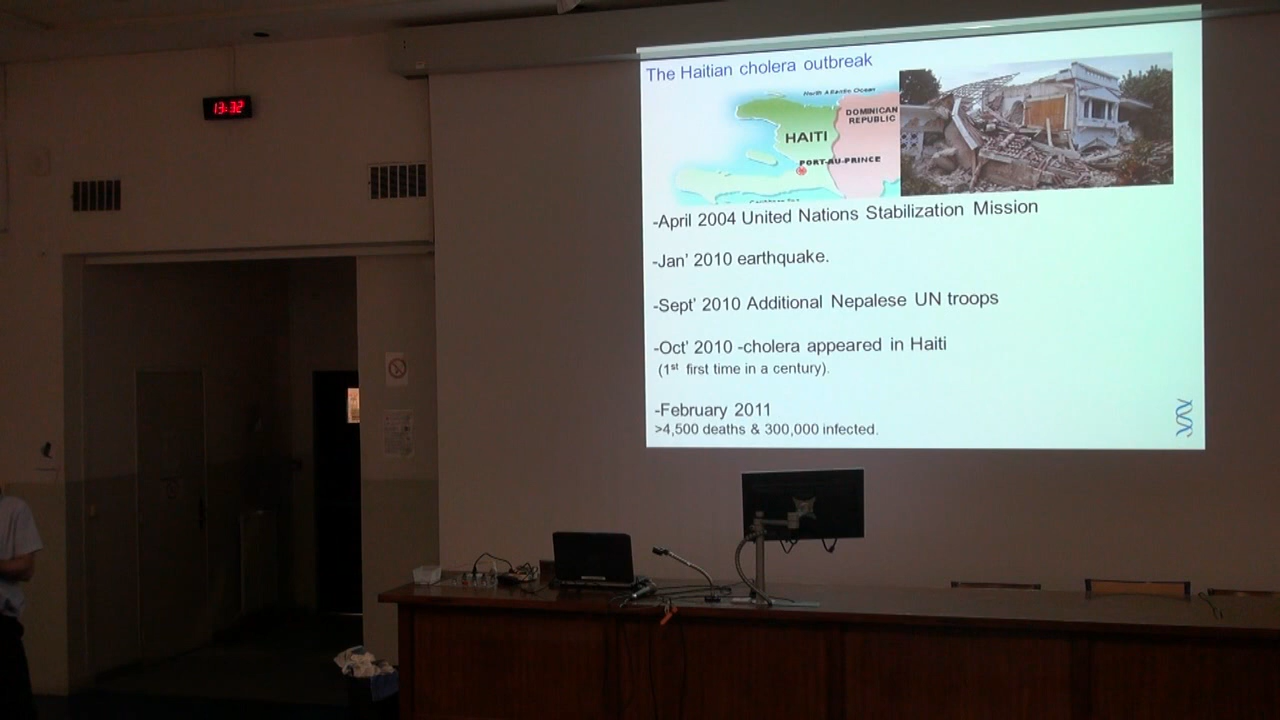 13:32
The Haitian cholera outbreak
North Atlantic Ocean
DOMINICAN
REPUBLIC
HAITI
PORT-AU-PRINCE
-April 2004 United Nations Stabilization Mission
-Jan' 2010 earthquake.
-Sept' 2010 Additional Nepalese UN troops
-Oct' 2010 -cholera appeared in Haiti
(1st first time in a century).
-February 2011
>4,500 deaths & 300,000 infected.